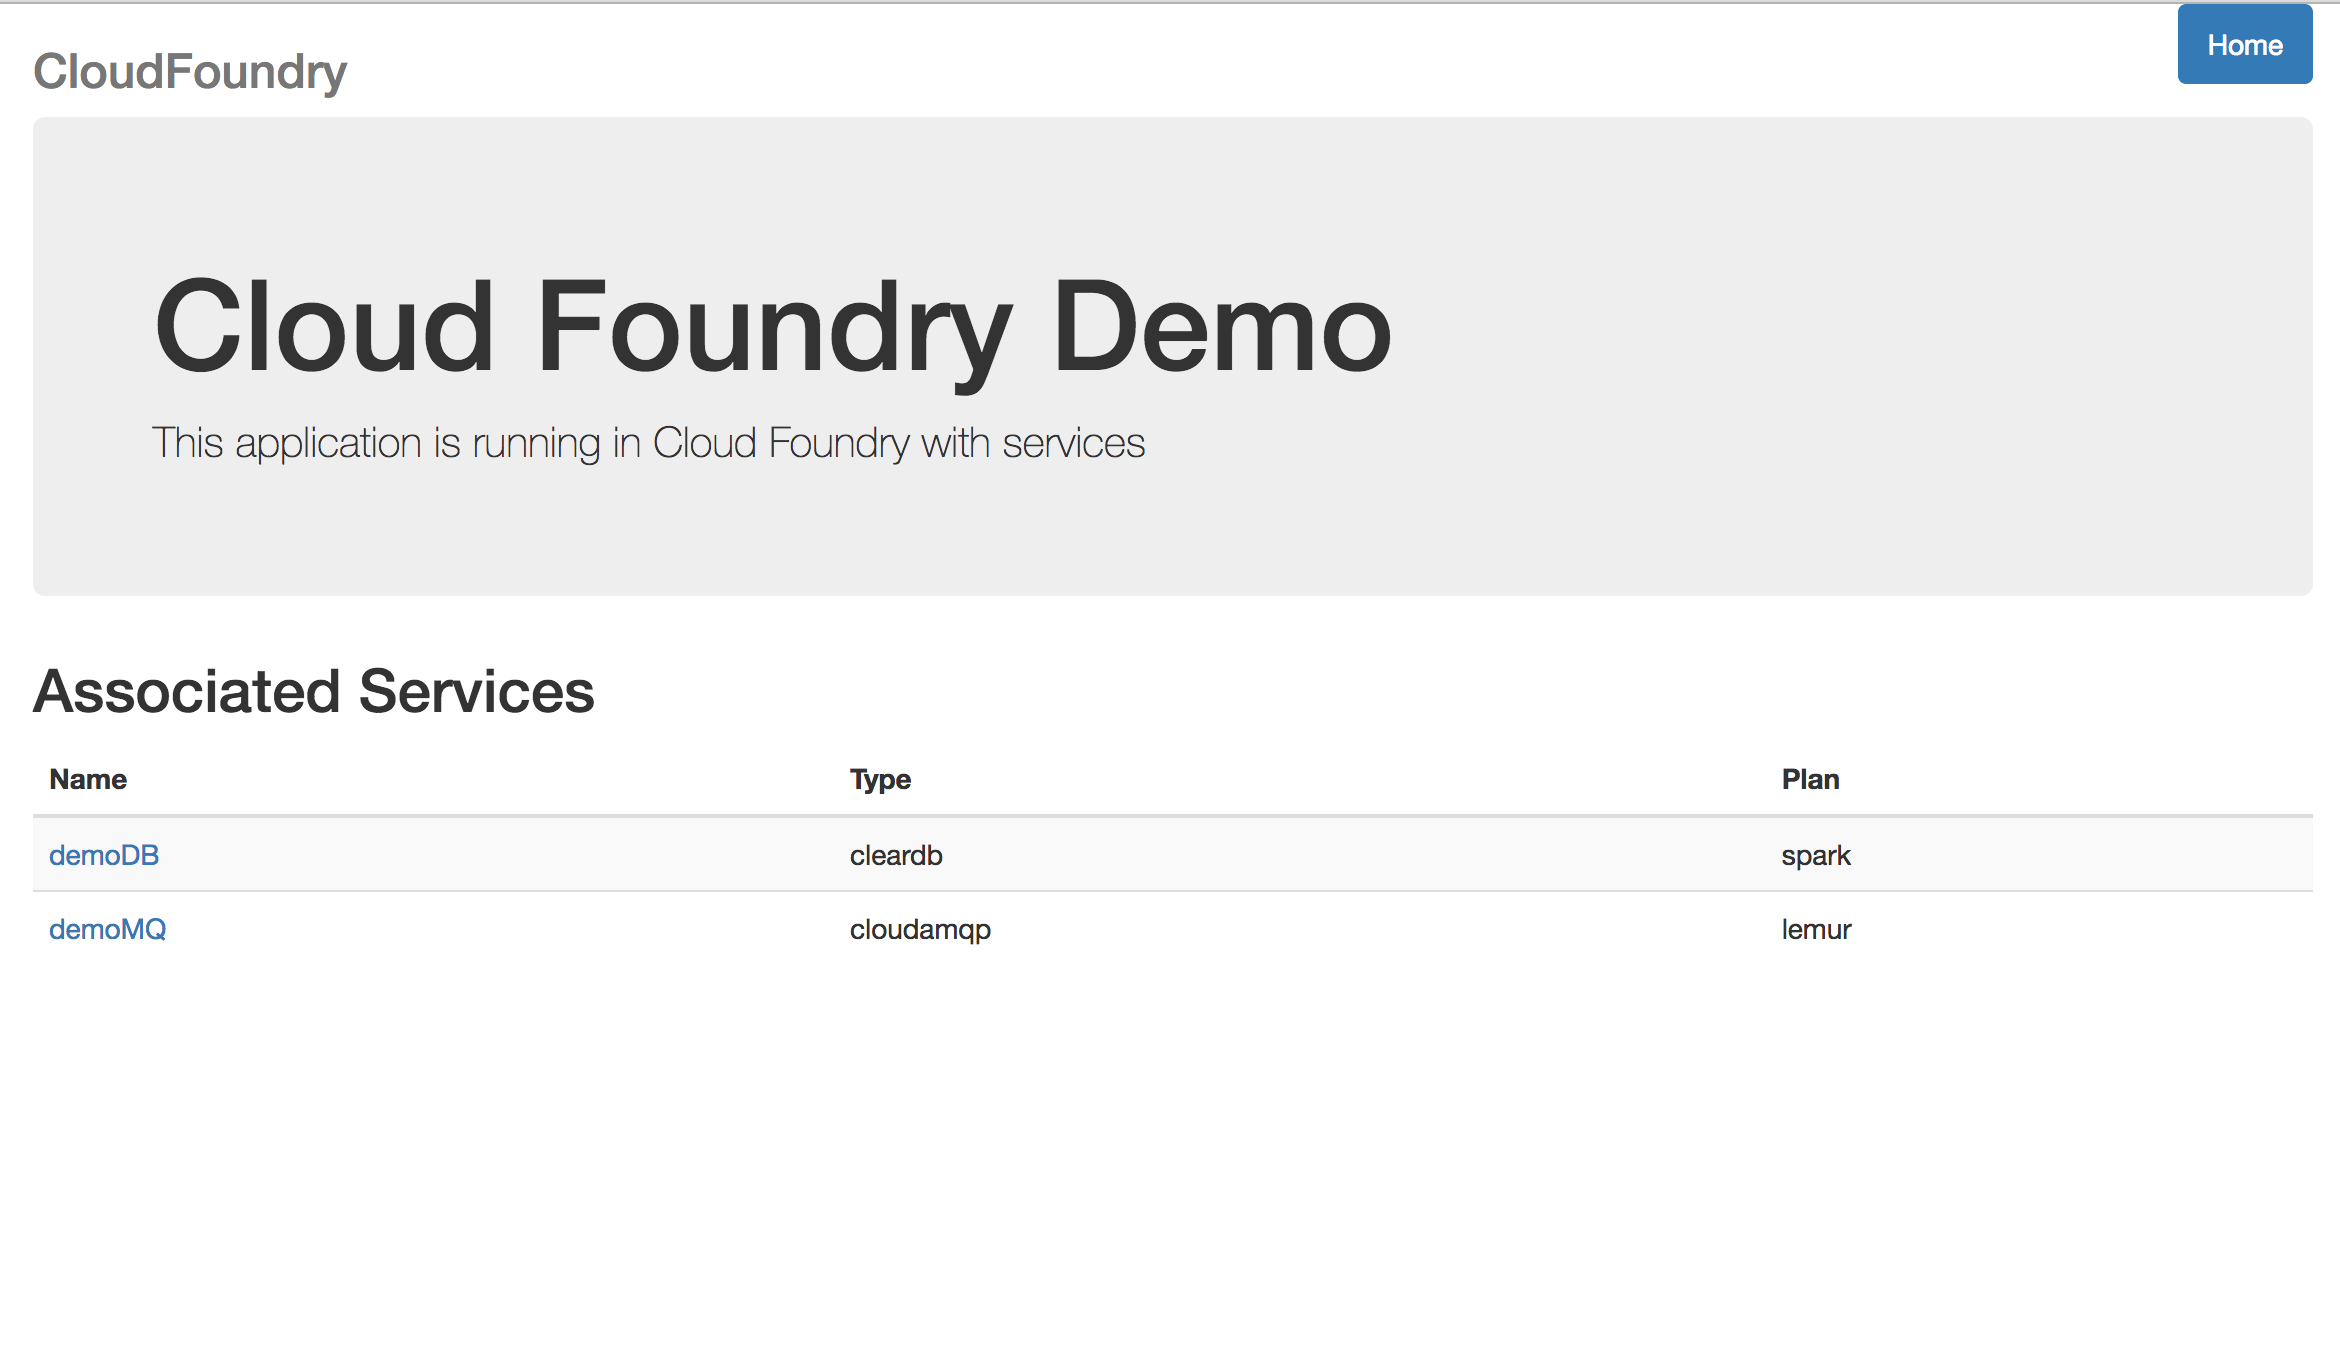 Home
CloudFoundry
Cloud Foundry Demo
This application is running in Cloud Foundry with services
Associated Services
Name Type Plan
demoDB cleardb spark
demoMQ cloudamqp lemur